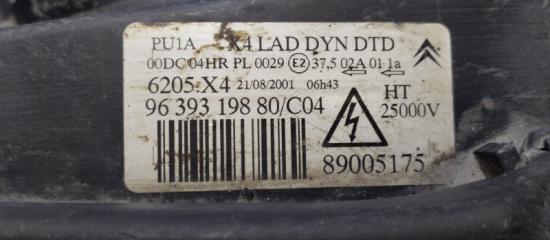 PU1A X4 LAD DYN DTD
00DC 04HR PL 0029 E2 37,5 02A 01 1a
6205-X4 21/08/2001 06h43
96 393 198 80/C04
HT
25000V
89005175